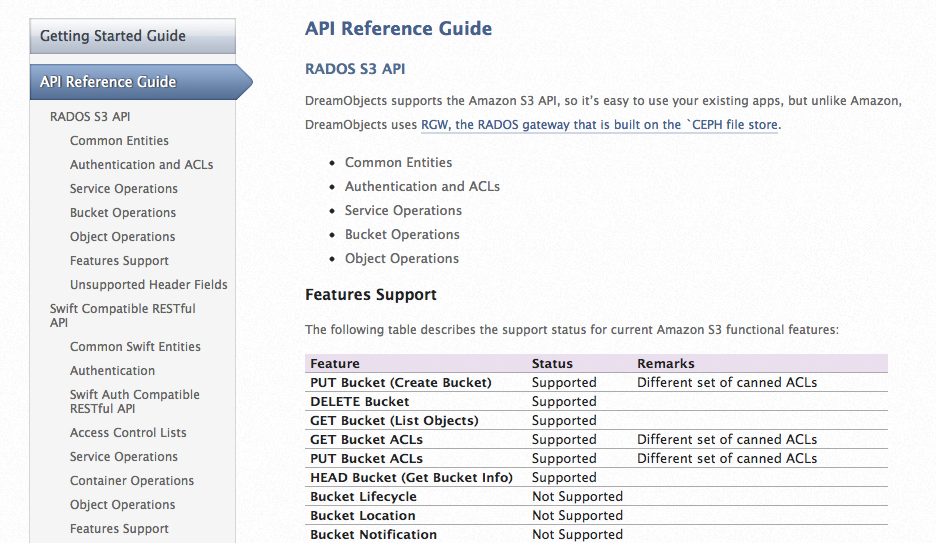 Getting Started Guide
API Reference Guide
RADOS S3 API
Common Entities
Authentication and ACLs
Service Operations
Bucket Operations
Object Operations
Features Support
Unsupported Header Fields
Swift Compatible RESTful
API
Common Swift Entities
Authentication
Swift Auth Compatible
RESTful API
Access Control Lists
Service Operations
Container Operations
Object Operations
Features Support
API Reference Guide
RADOS S3 API
DreamObjects supports the Amazon S3 API, so it's easy to use your existing apps, but unlike Amazon,
DreamObjects uses RGW, the RADOS gateway that is built on the `CEPH file store.
• Common Entities
• Authentication and ACLs
• Service Operations
• Bucket Operations
• Object Operations
Features Support
The following table describes the support status for current Amazon S3 functional features:
Feature Status Remarks
PUT Bucket (Create Bucket) Supported Different set of canned ACLs
DELETE Bucket Supported
GET Bucket (List Objects) Supported
GET Bucket ACLs Supported Different set of canned ACLs
PUT Bucket ACLs Supported Different set of canned ACLs
HEAD Bucket (Get Bucket Info) Supported
Bucket Lifecycle Not Supported
Bucket Location Not Supported
Bucket Notification Not Supported